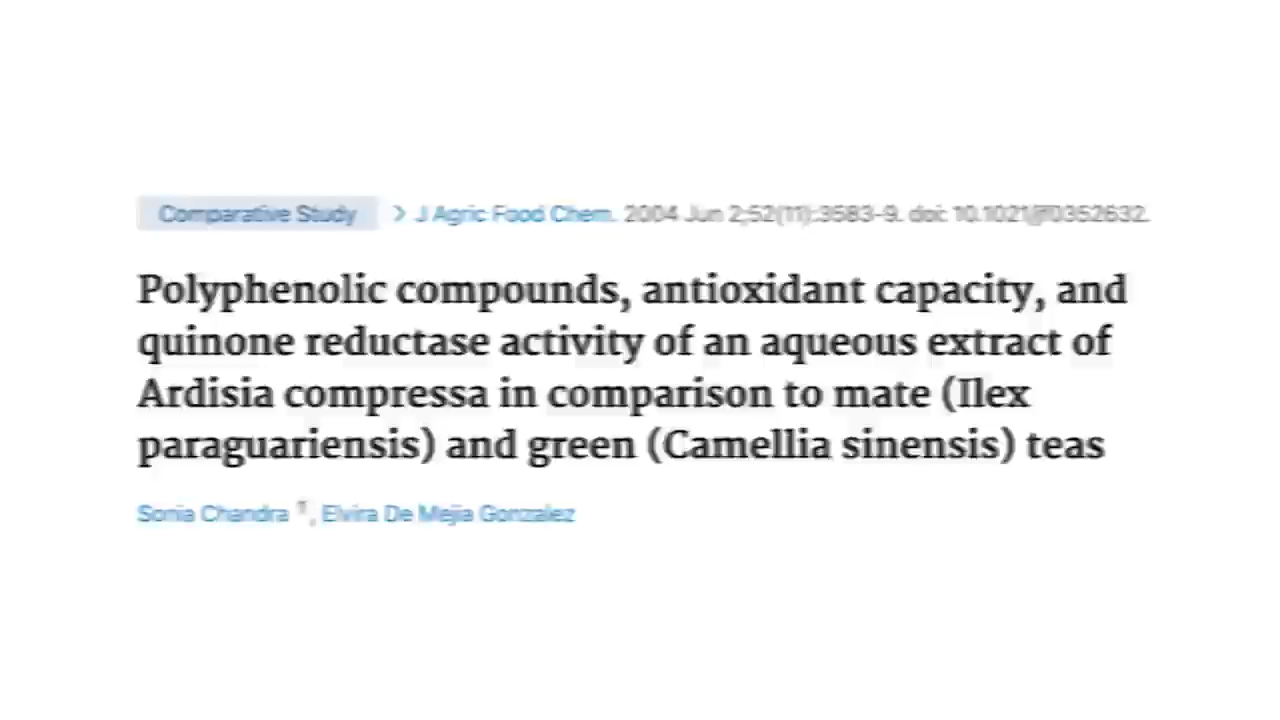 Comparative Study > J Agric Food Chem. 2004 Jun 2;52(11):3583-9. doi: 10.1021/jf0352632.
Polyphenolic compounds, antioxidant capacity, and
quinone reductase activity of an aqueous extract of
Ardisia compressa in comparison to mate (Ilex
paraguariensis) and green (Camellia sinensis) teas
Sonia Chandra, Elvira De Mejia Gonzalez